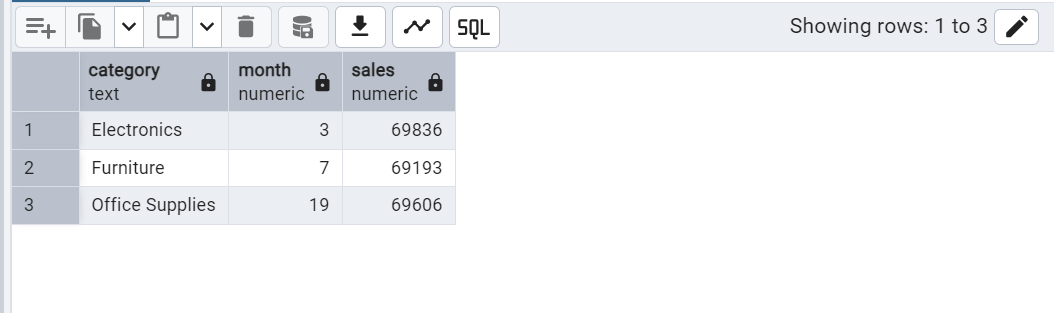 SQL Showing rows: 1 to 3
category month sales
text numeric numeric
1 Electronics 3 69836
2 Furniture 7 69193
3 Office Supplies 19 69606